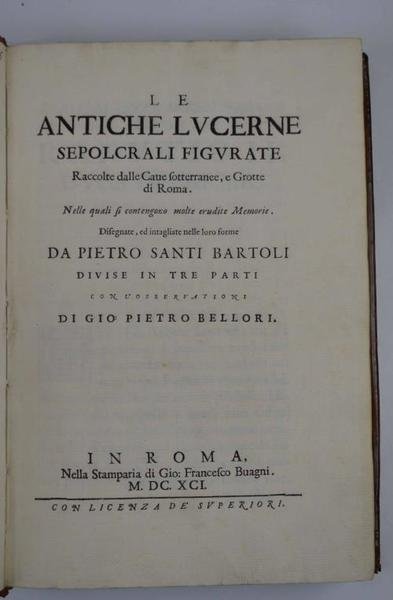 LE
ANTICHE LVCERNE
SEPOLCRALI FIGVRATE
Raccolte dalle Caue ſotterranee, e Grotte
di Roma.
Nelle quali ſi contengono molte erudite Memorie.
Diſegnate, ed intagliate nelle loro forme
DA PIETRO SANTI BARTOLI
DIVISE IN TRE PARTI
CON L'OSSERVATIONI
DI GIO: PIETRO BELLORI.
IN ROMA,
Nella Stamparia di Gio: Franceſco Buagni.
M. DC. XCI.
CON LICENZA DE' SVPERIORI.